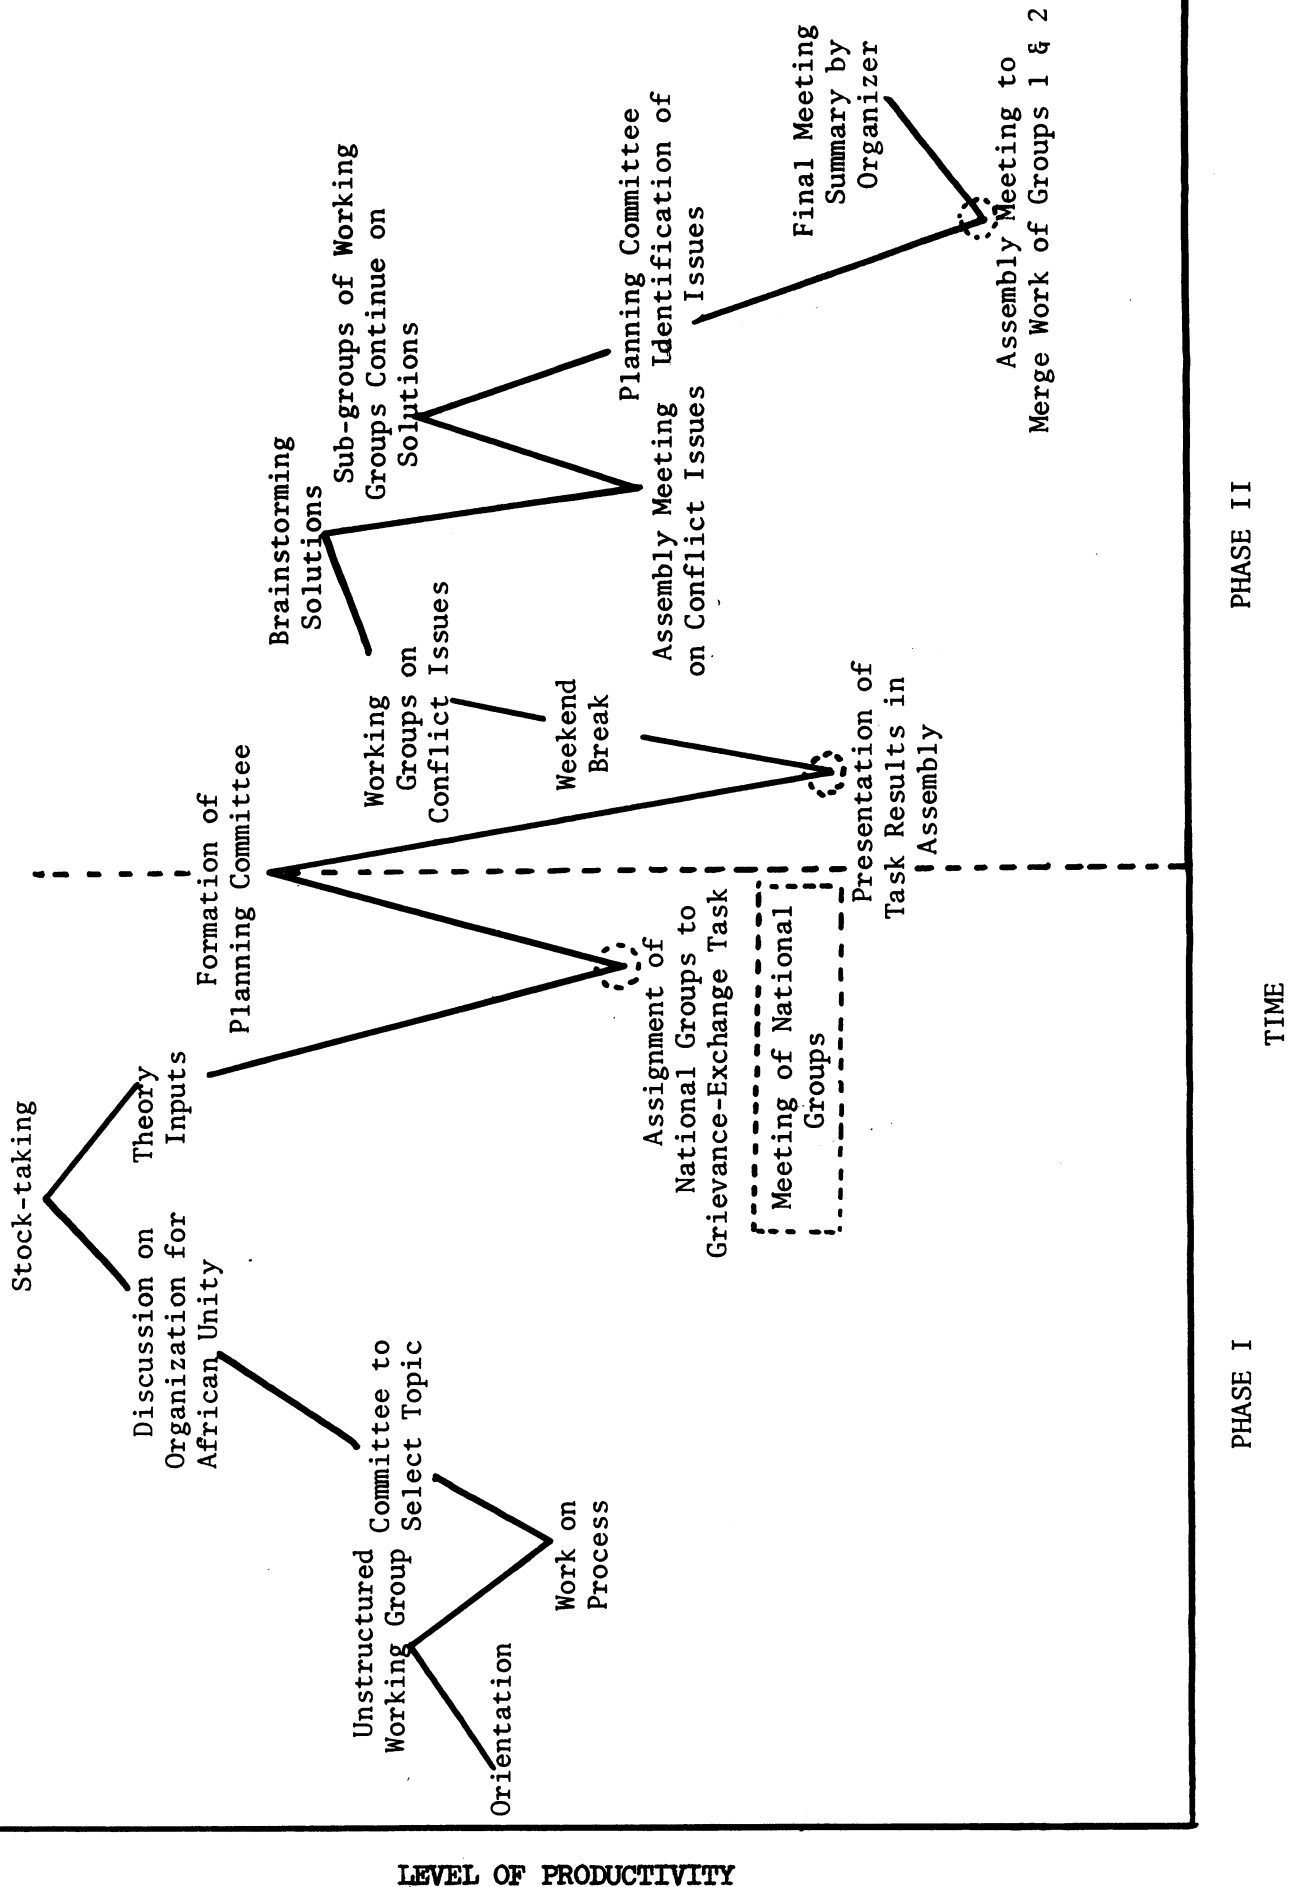 LEVEL OF PRODUCTIVITY
Orientation
Unstructured
Working Group
Work on
Process
Committee to
Select Topic
Discussion on
Organization for
African Unity
Stock-taking
Theory
Inputs
Assignment of
National Groups to
Grievance-Exchange Task
Meeting of National
Groups
Formation of
Planning Committee
Presentation of
Task Results in
Assembly
Weekend
Break
Working
Groups on
Conflict Issues
Brainstorming
Solutions
Assembly Meeting
on Conflict Issues
Sub-groups of Working
Groups Continue on
Solutions
Planning Committee
Identification of
Issues
Assembly Meeting to
Merge Work of Groups 1 & 2
Final Meeting
Summary by
Organizer
PHASE I
PHASE II
TIME